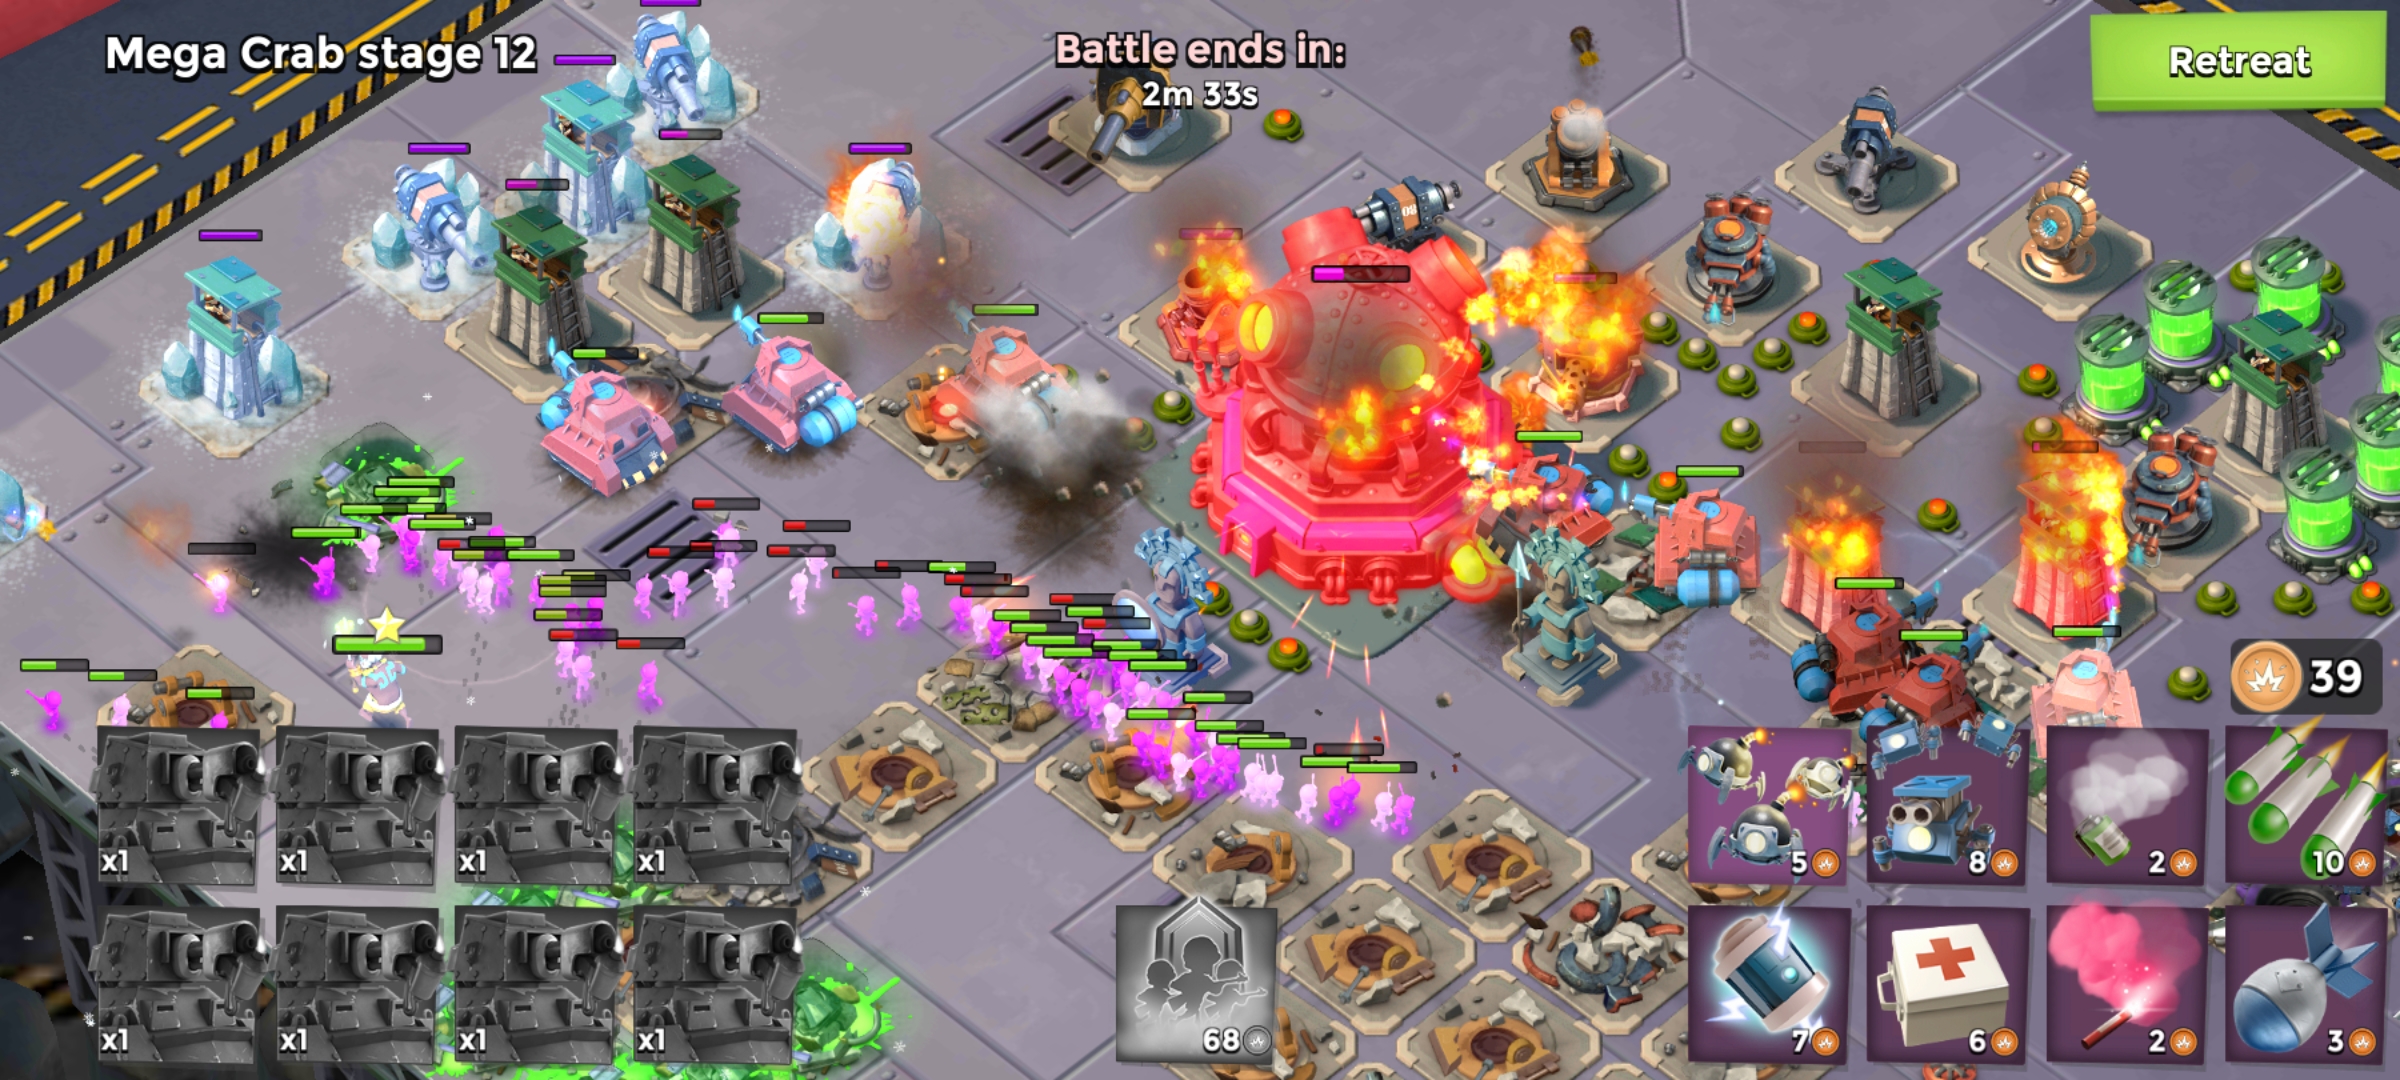 Mega Crab stage 12
Battle ends in:
2m 33s
Retreat
39
x1
x1
x1
x1
5
8
2
10
x1
x1
x1
x1
68
7
6
2
3